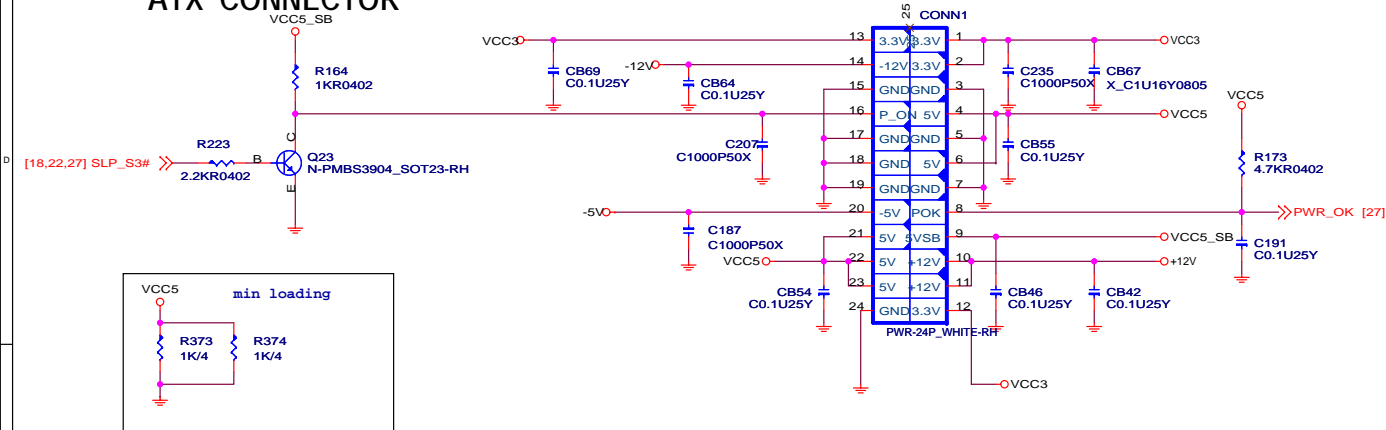 ATX CONNECTOR
VCC5_SB
R164
1KR0402
R223
2.2KR0402
[18,22,27] SLP_S3#
B
C
E
Q23
N-PMBS3904_SOT23-RH
D
VCC5
min loading
R373
1K/4
R374
1K/4
VCC3
CB69
C0.1U25Y
-12V
CB64
C0.1U25Y
C207
C1000P50X
-5V
C187
C1000P50X
VCC5
CB54
C0.1U25Y
25
CONN1
13 3.3V 3.3V 1
14 -12V 3.3V 2
15 GND GND 3
16 P_ON 5V 4
17 GND GND 5
18 GND 5V 6
19 GND GND 7
20 -5V POK 8
21 5V 5VSB 9
22 5V +12V 10
23 5V +12V 11
24 GND 3.3V 12
PWR-24P_WHITE-RH
VCC3
C235
C1000P50X
CB67
X_C1U16Y0805
VCC5
CB55
C0.1U25Y
VCC5
R173
4.7KR0402
PWR_OK [27]
C191
C0.1U25Y
VCC5_SB
+12V
CB46
C0.1U25Y
CB42
C0.1U25Y
VCC3